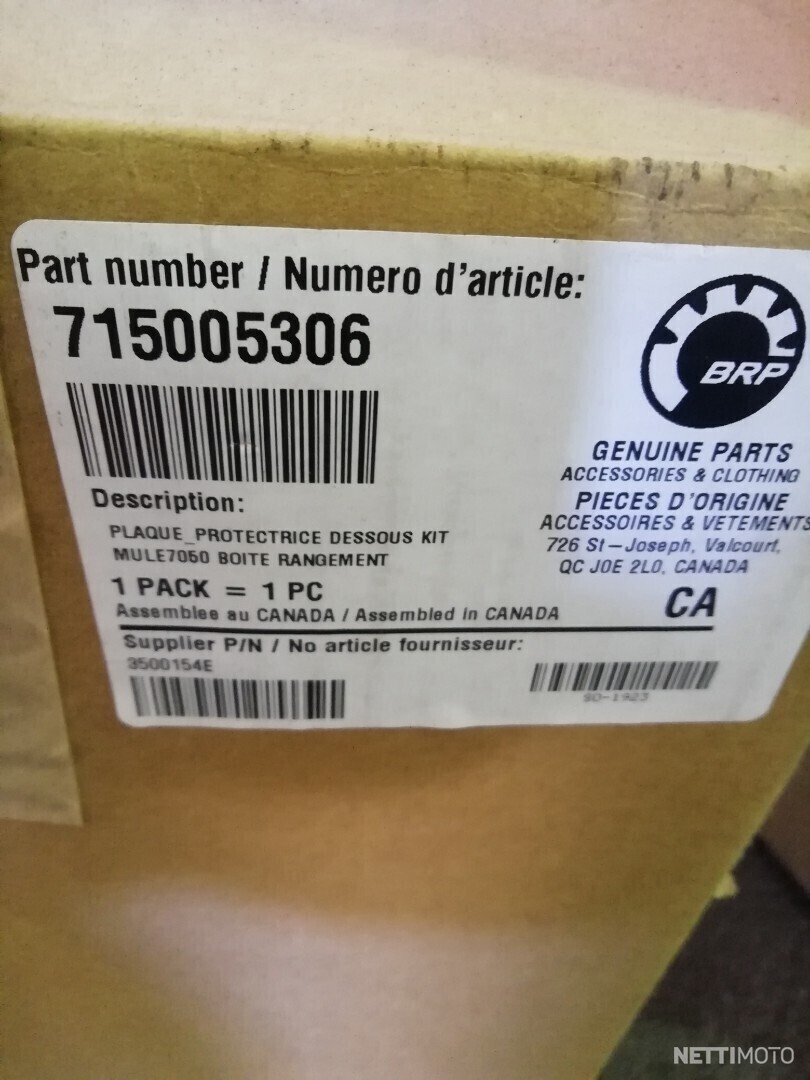 Part number / Numero d'article:
715005306
BRP
GENUINE PARTS
ACCESSORIES & CLOTHING
PIECES D'ORIGINE
ACCESSOIRES & VETEMENTS
726 St-Joseph, Valcourt,
QC J0E 2L0, CANADA
CA
Description:
PLAQUE_PROTECTRICE DESSOUS KIT
MULE7050 BOITE RANGEMENT
1 PACK = 1 PC
Assemblee au CANADA / Assembled in CANADA
Supplier P/N / No article fournisseur:
3500154E
SO-1923
NETTIMOTO